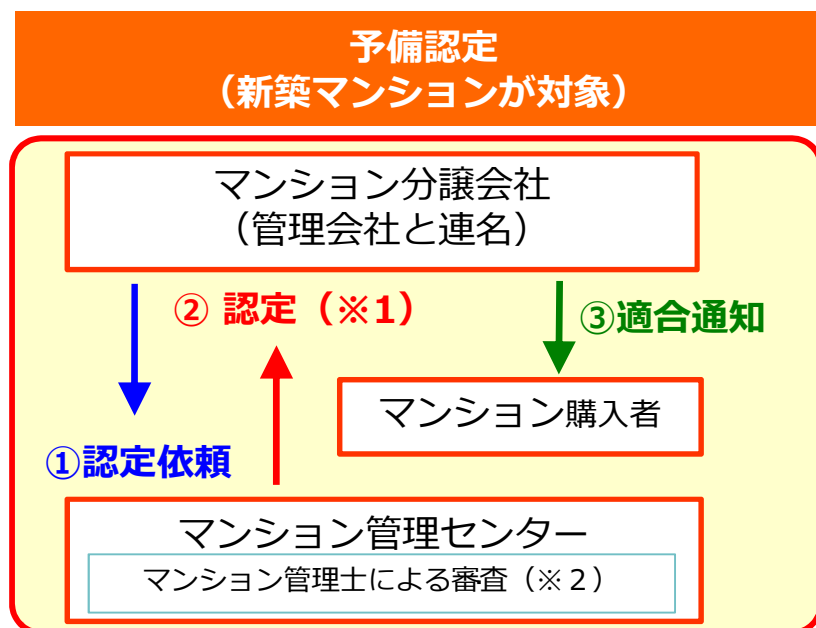 予備認定
（新築マンションが対象）
マンション分譲会社
（管理会社と連名）
② 認定（※1）
③適合通知
マンション購入者
①認定依頼
マンション管理センター
マンション管理士による審査（※２）